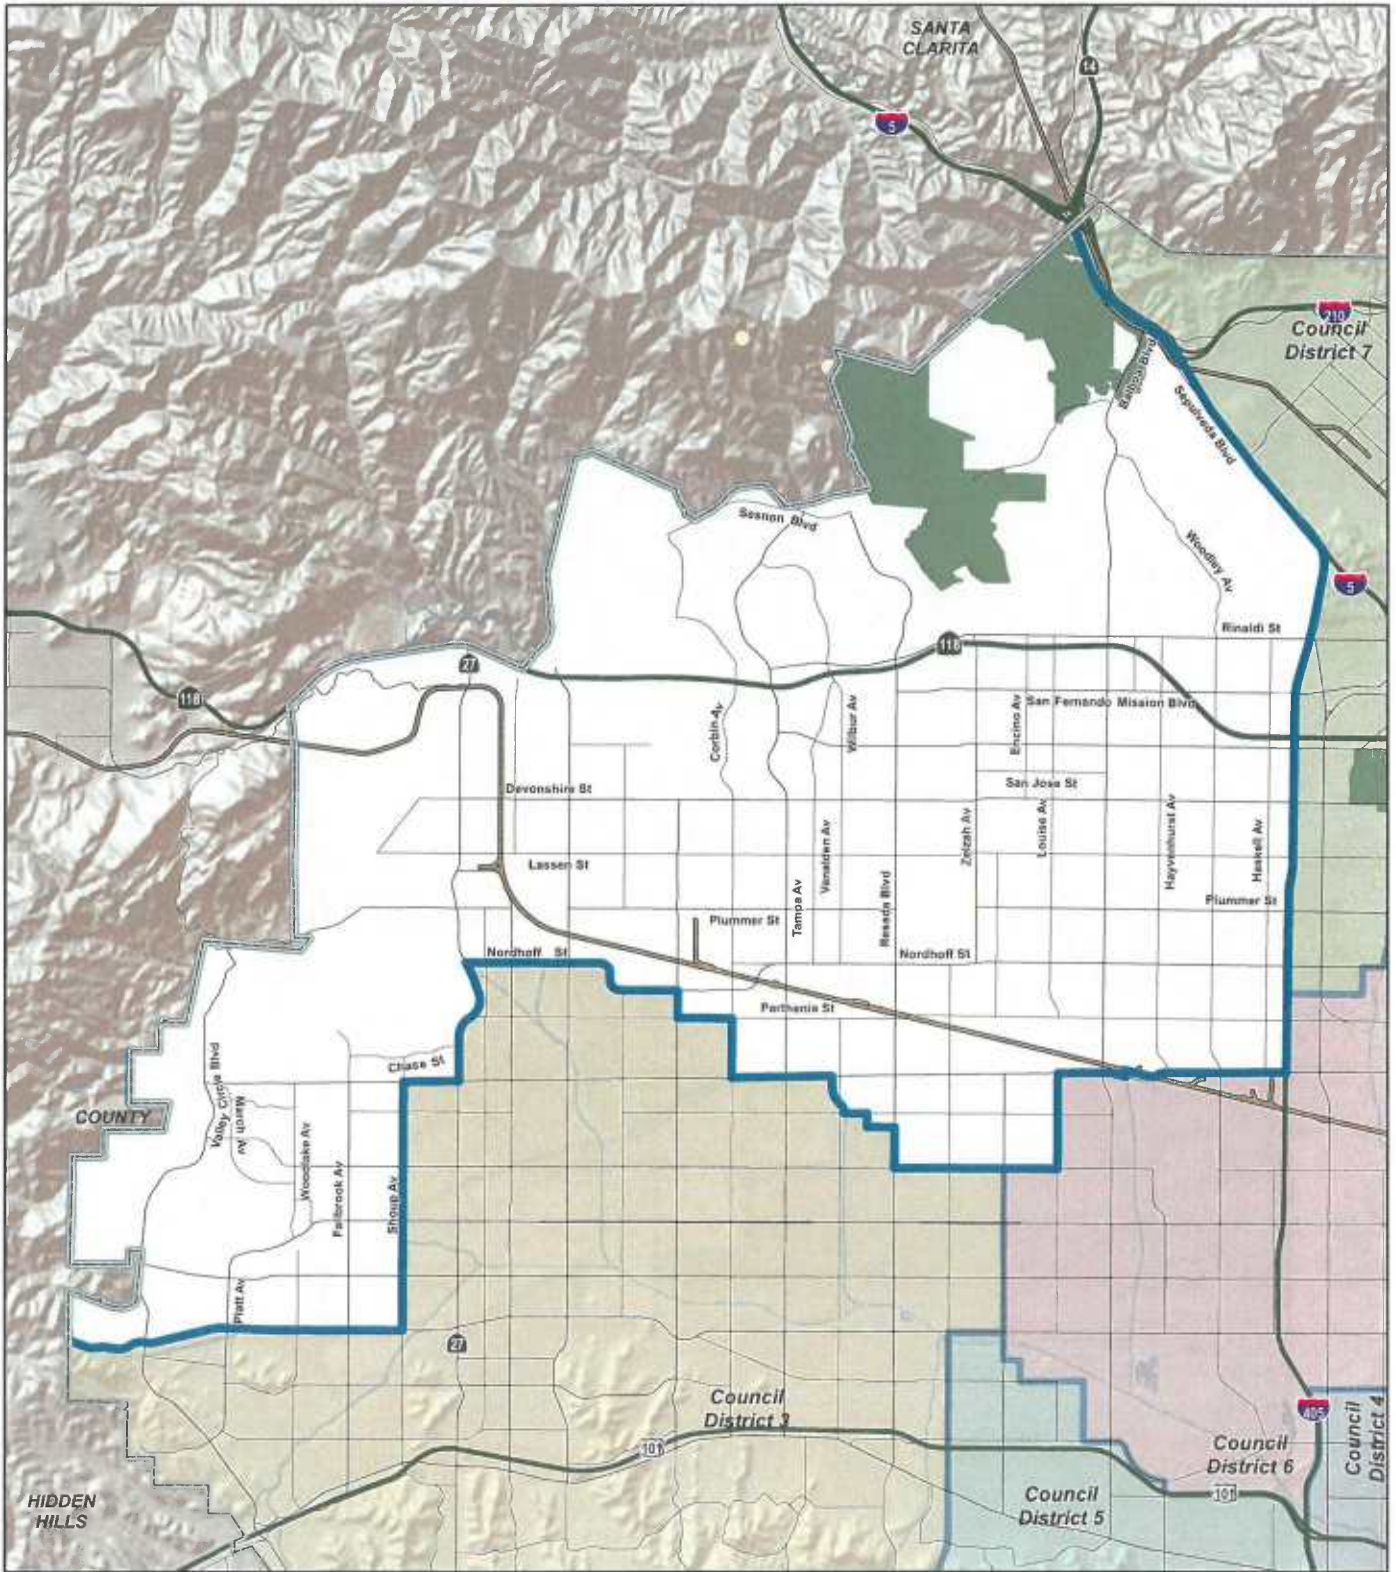 SANTA
CLARITA
14
5
210
Council
District 7
Balboa Blvd
Sepulveda Blvd
Sesnon Blvd
Woodley Av
5
Rinaldi St
118
27
118
San Fernando Mission Blvd
Encino Av
Corbin Av
Wilbur Av
San Jose St
Devonshire St
Zelzah Av
Louise Av
Hayvenhurst Av
Haskell Av
Vanalden Av
Lassen St
Tampa Av
Reseda Blvd
Plummer St
Plummer St
Nordhoff St
Nordhoff St
Parthenia St
Chase St
Valley Circle Blvd
March Av
COUNTY
Woodlake Av
Fallbrook Av
Shoup Av
Platt Av
27
Council
District 3
101
405
Council
District 4
Council
District 6
101
Council
District 5
HIDDEN
HILLS